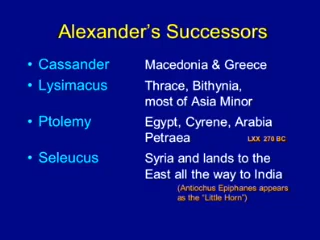 Alexander's Successors
• Cassander Macedonia & Greece
• Lysimacus Thrace, Bithynia,
most of Asia Minor
• Ptolemy Egypt, Cyrene, Arabia
Petraea LXX 270 BC
• Seleucus Syria and lands to the
East all the way to India
(Antiochus Epiphanes appears
as the "Little Horn")